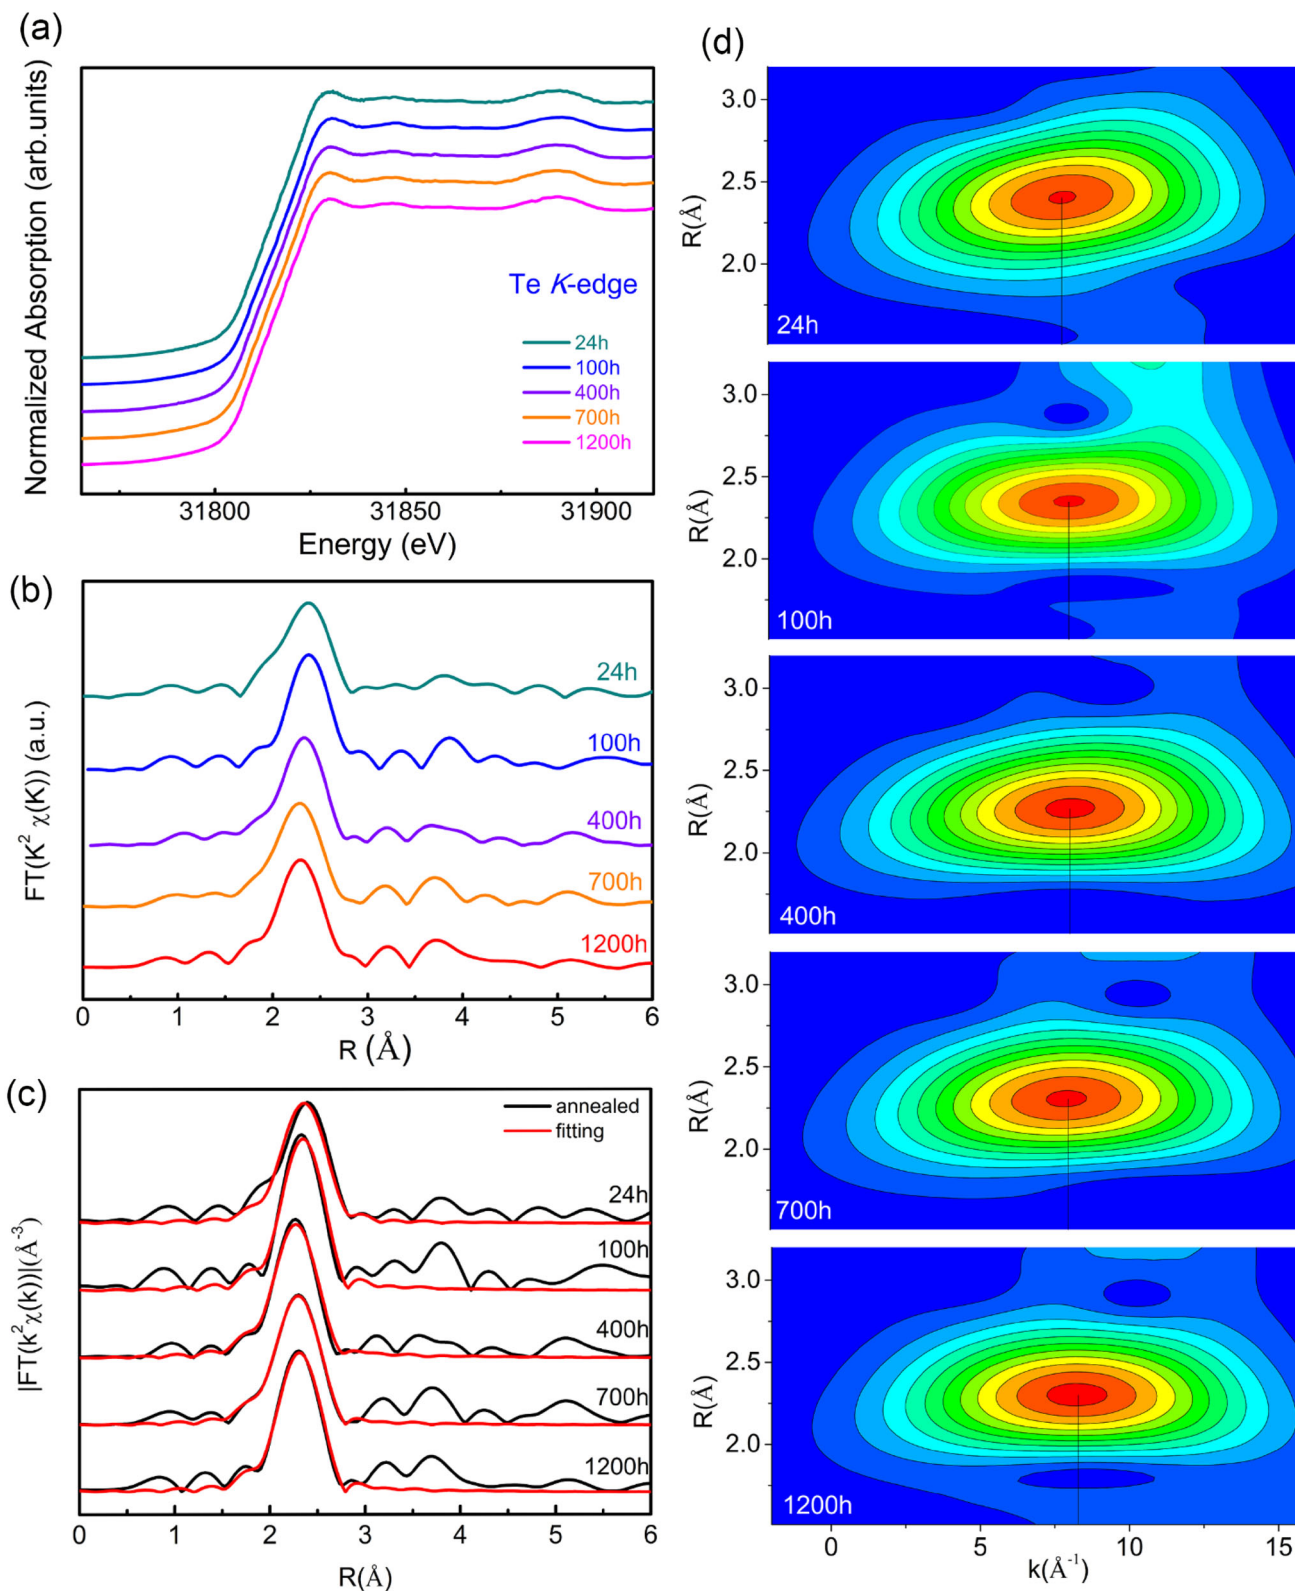 (a)
Normalized Absorption (arb.units)
Te K-edge
24h
100h
400h
700h
1200h
31800
31850
31900
Energy (eV)
(b)
FT(K² χ(K)) (a.u.)
24h
100h
400h
700h
1200h
0
1
2
3
4
5
6
R (Å)
(c)
|FT(k²χ(k))|(Å⁻³)
annealed
fitting
24h
100h
400h
700h
1200h
0
1
2
3
4
5
6
R(Å)
(d)
R(Å)
3.0
2.5
2.0
24h
R(Å)
3.0
2.5
2.0
100h
R(Å)
3.0
2.5
2.0
400h
R(Å)
3.0
2.5
2.0
700h
R(Å)
3.0
2.5
2.0
1200h
0
5
10
15
k(Å⁻¹)